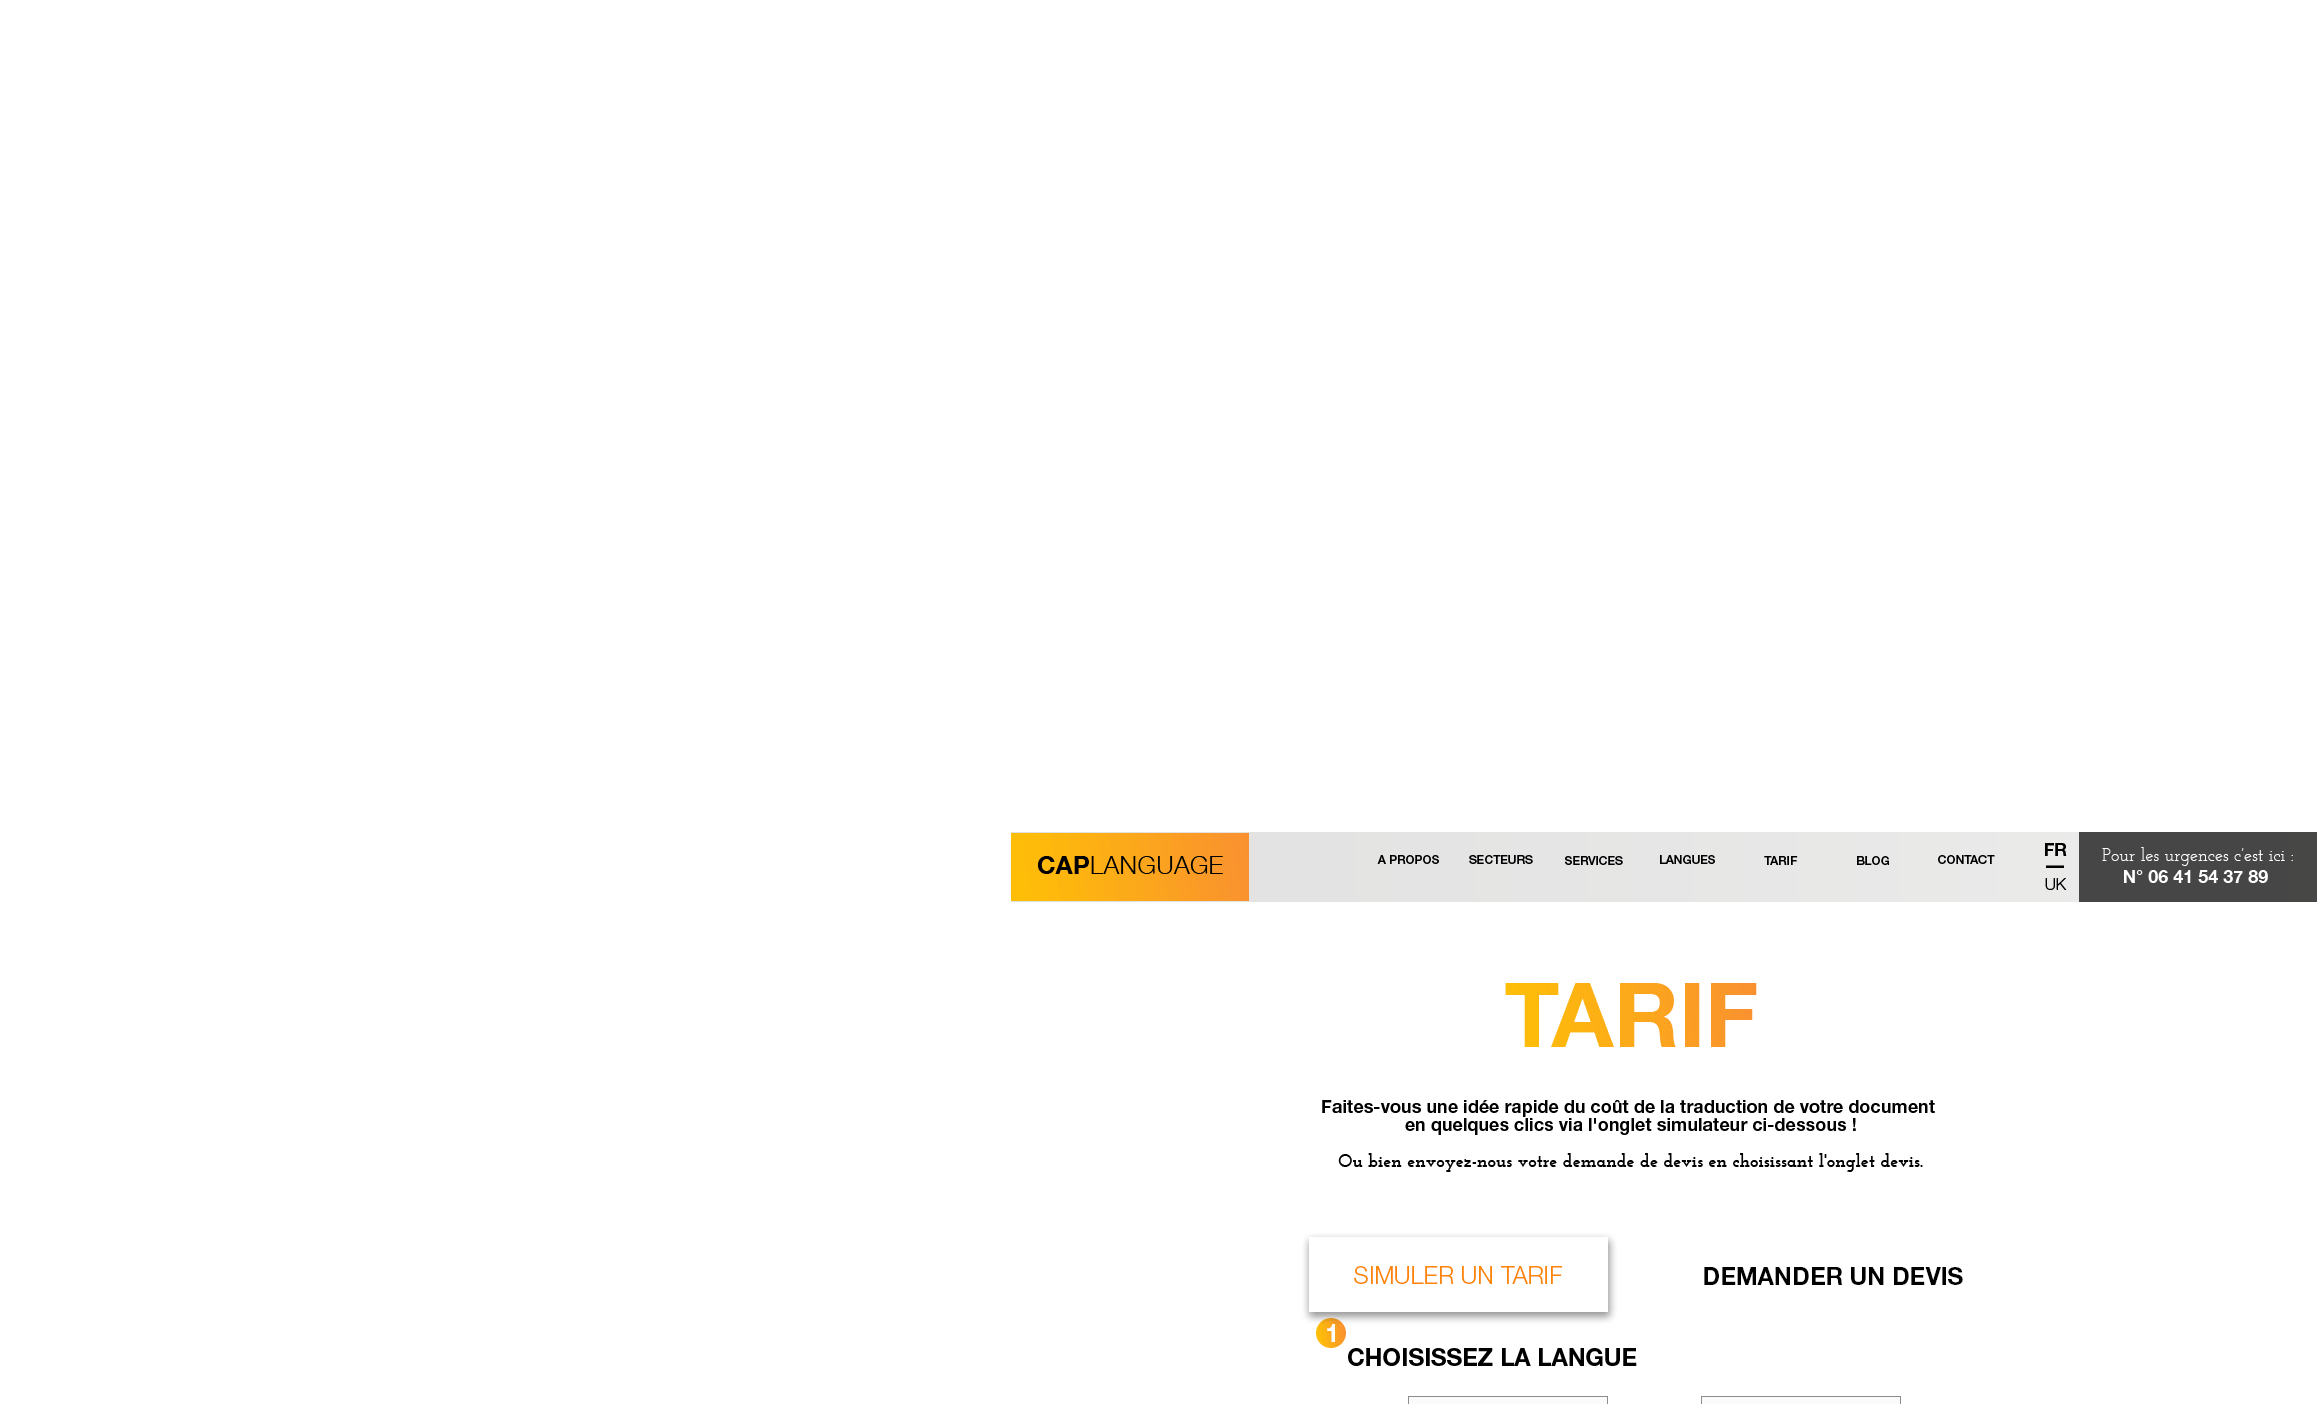 CAPLANGUAGE
A PROPOS
SECTEURS
SERVICES
LANGUES
TARIF
BLOG
CONTACT
FR
UK
Pour les urgences c'est ici :
N° 06 41 54 37 89
TARIF
Faites-vous une idée rapide du coût de la traduction de votre document
en quelques clics via l'onglet simulateur ci-dessous !
Ou bien envoyez-nous votre demande de devis en choisissant l'onglet devis.
SIMULER UN TARIF
DEMANDER UN DEVIS
1
CHOISISSEZ LA LANGUE